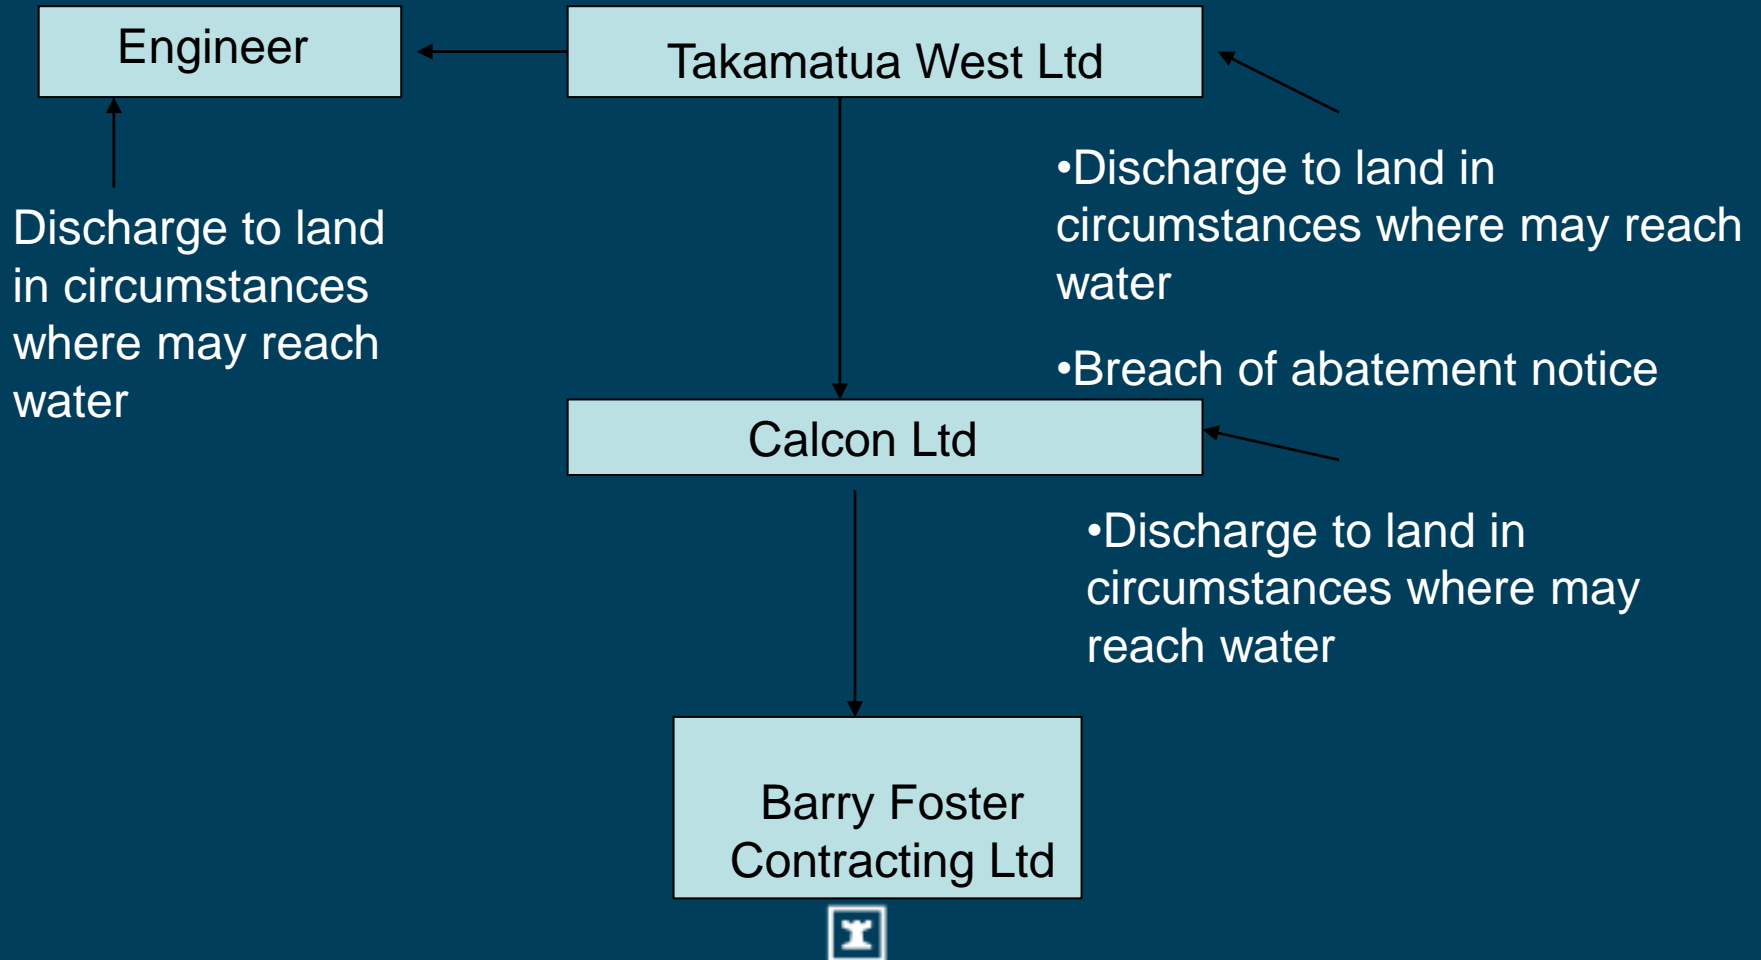 Engineer
Takamatua West Ltd
Discharge to land
in circumstances
where may reach
water
•Discharge to land in
circumstances where may reach
water
•Breach of abatement notice
Calcon Ltd
•Discharge to land in
circumstances where may
reach water
Barry Foster
Contracting Ltd